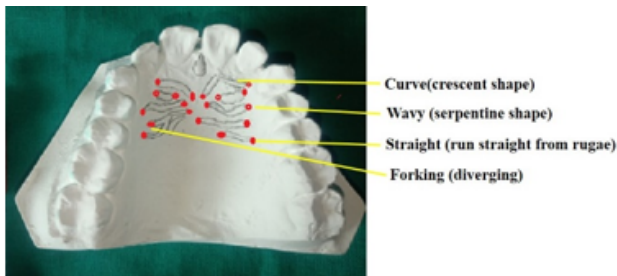 Curve(crescent shape)
Wavy (serpentine shape)
Straight (run straight from rugae)
Forking (diverging)